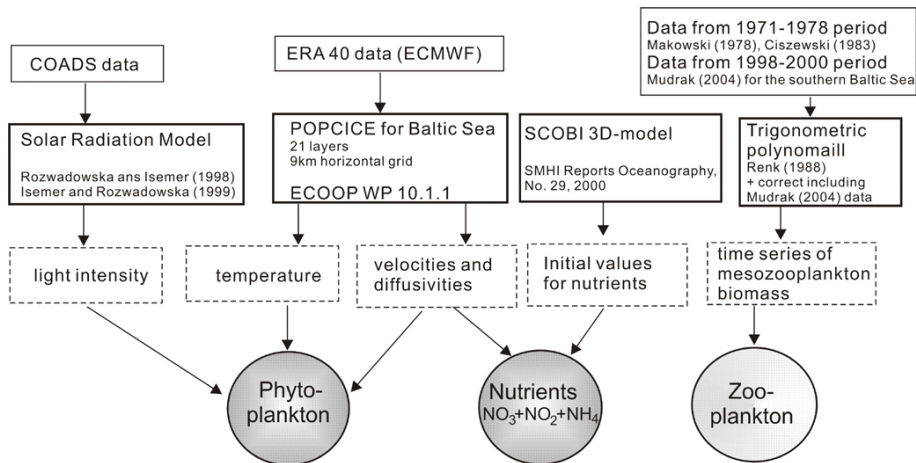 COADS data
ERA 40 data (ECMWF)
Data from 1971-1978 period
Makowski (1978), Ciszewski (1983)
Data from 1998-2000 period
Mudrak (2004) for the southern Baltic Sea
Solar Radiation Model
Rozwadowska ans Isemer (1998)
Isemer and Rozwadowska (1999)
POPCICE for Baltic Sea
21 layers
9km horizontal grid
ECOOP WP 10.1.1
SCOBI 3D-model
SMHI Reports Oceanography,
No. 29, 2000
Trigonometric
polynomaill
Renk (1988)
+ correct including
Mudrak (2004) data
light intensity
temperature
velocities and
diffusivities
Initial values
for nutrients
time series of
mesozooplankton
biomass
Phyto-
plankton
Nutrients
NO₃+NO₂+NH₄
Zoo-
plankton